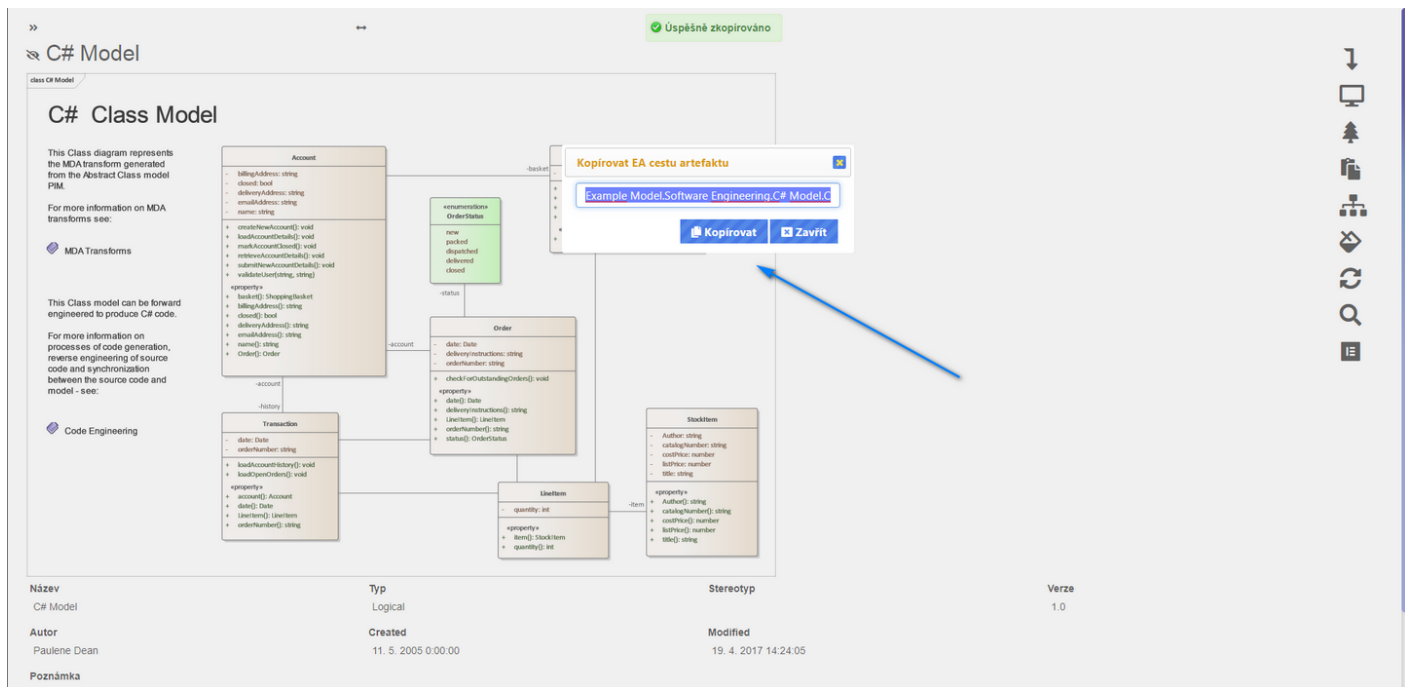 Úspěšně zkopírováno
C# Model
class C# Model
C# Class Model
This Class diagram represents
the MDA transform generated
from the Abstract Class model
PIM.
For more information on MDA
transforms see:
MDA Transforms
This Class model can be forward
engineered to produce C# code.
For more information on
processes of code generation,
reverse engineering of source
code and synchronization
between the source code and
model - see:
Code Engineering
Account
- billingAddress: string
- closed: bool
- deliveryAddress: string
- emailAddress: string
- name: string
+ createNewAccount(): void
+ loadAccountDetails(): void
+ markAccountClosed(): void
+ retrieveAccountDetails(): void
+ submitNewAccountDetails(): void
+ validateUser(string, string)
«property»
+ basket(): ShoppingBasket
+ billingAddress(): string
+ closed(): bool
+ deliveryAddress(): string
+ emailAddress(): string
+ name(): string
+ Order(): Order
-basket
«enumeration»
OrderStatus
new
packed
dispatched
delivered
closed
-status
Kopírovat EA cestu artefaktu
Example Model.Software Engineering.C# Model.C
Kopírovat
Zavřít
-account
Order
- date: Date
- deliveryInstructions: string
- orderNumber: string
+ checkForOutstandingOrders(): void
«property»
+ date(): Date
+ deliveryInstructions(): string
+ LineItem(): LineItem
+ orderNumber(): string
+ status(): OrderStatus
-account
-history
Transaction
- date: Date
- orderNumber: string
+ loadAccountHistory(): void
+ loadOpenOrders(): void
«property»
+ account(): Account
+ date(): Date
+ LineItem(): LineItem
+ orderNumber(): string
LineItem
- quantity: int
«property»
+ item(): StockItem
+ quantity(): int
-item
StockItem
- Author: string
- catalogNumber: string
- costPrice: number
- listPrice: number
- title: string
«property»
+ Author(): string
+ catalogNumber(): string
+ costPrice(): number
+ listPrice(): number
+ title(): string
Název Typ Stereotyp Verze
C# Model Logical 1.0
Autor Created Modified
Paulene Dean 11. 5. 2005 0:00:00 19. 4. 2017 14:24:05
Poznámka